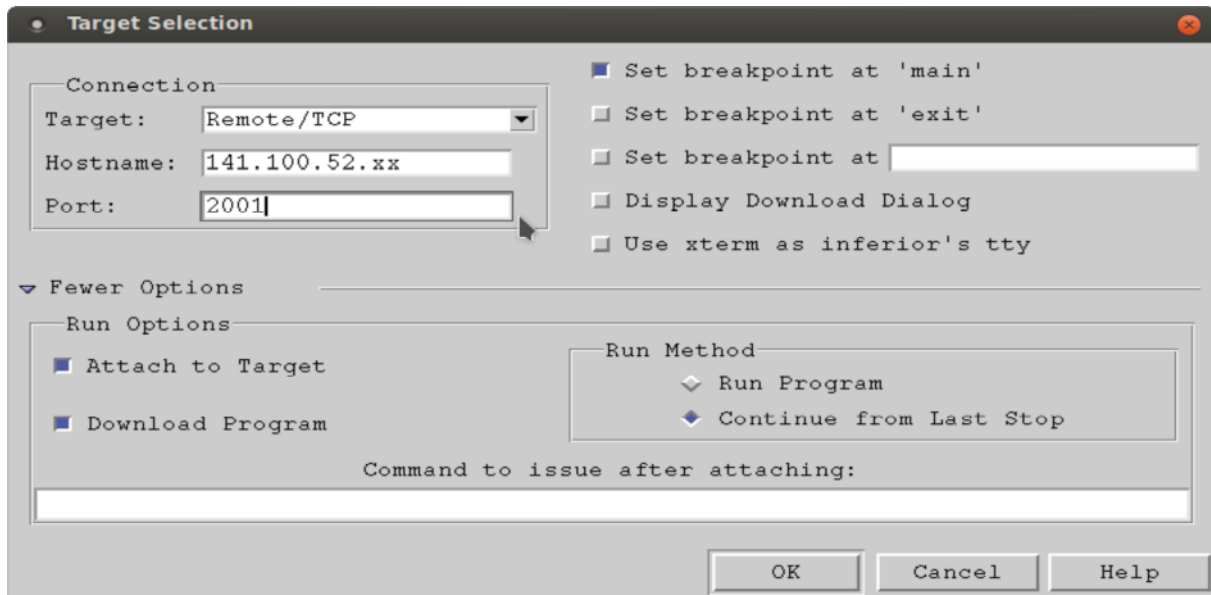 Target Selection
Connection
Target: Remote/TCP
Hostname: 141.100.52.xx
Port: 2001
Set breakpoint at 'main'
Set breakpoint at 'exit'
Set breakpoint at
Display Download Dialog
Use xterm as inferior's tty
Fewer Options
Run Options
Attach to Target
Download Program
Run Method
Run Program
Continue from Last Stop
Command to issue after attaching:
OK Cancel Help